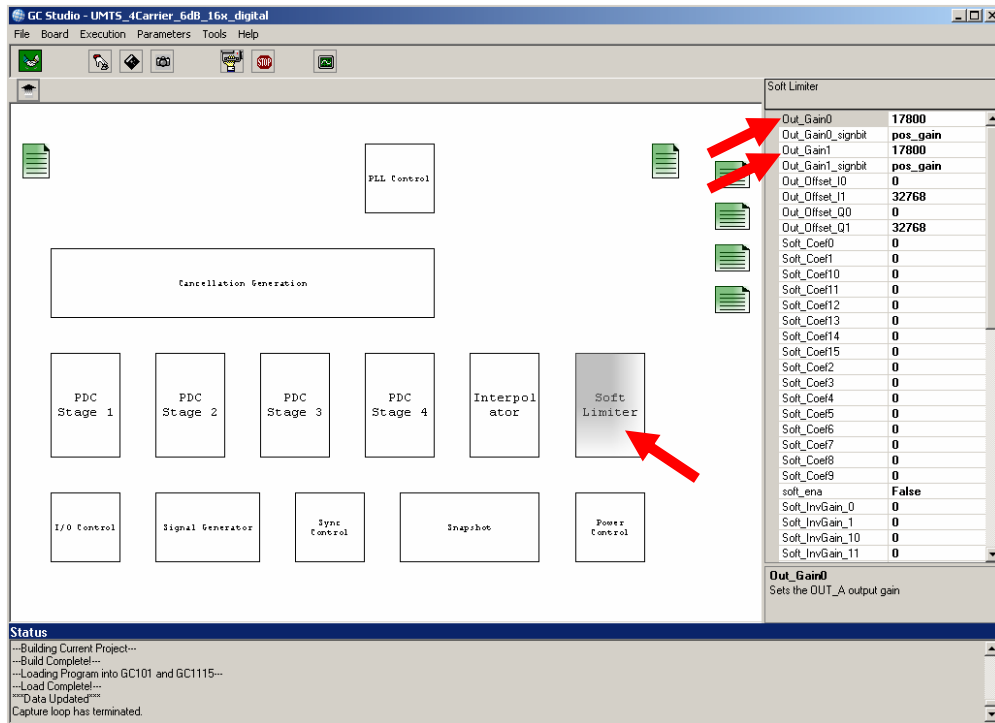 GC Studio - UMTS_4Carrier_6dB_16x_digital
File Board Execution Parameters Tools Help
STOP
Soft Limiter
Out_Gain0 17800
Out_Gain0_signbit pos_gain
Out_Gain1 17800
Out_Gain1_signbit pos_gain
Out_Offset_I0 0
Out_Offset_I1 32768
Out_Offset_Q0 0
Out_Offset_Q1 32768
Soft_Coef0 0
Soft_Coef1 0
Soft_Coef10 0
Soft_Coef11 0
Soft_Coef12 0
Soft_Coef13 0
Soft_Coef14 0
Soft_Coef15 0
Soft_Coef2 0
Soft_Coef3 0
Soft_Coef4 0
Soft_Coef5 0
Soft_Coef6 0
Soft_Coef7 0
Soft_Coef8 0
Soft_Coef9 0
soft_ena False
Soft_InvGain_0 0
Soft_InvGain_1 0
Soft_InvGain_10 0
Soft_InvGain_11 0
Out_Gain0
Sets the OUT_A output gain
PLL Control
Cancellation Generation
PDC
Stage 1
PDC
Stage 2
PDC
Stage 3
PDC
Stage 4
Interpol
ator
Soft
Limiter
I/O Control
Signal Generator
Sync
Control
Snapshot
Power
Control
Status
---Building Current Project---
---Build Complete!---
---Loading Program into GC101 and GC1115---
---Load Complete!---
***Data Updated***
Capture loop has terminated.